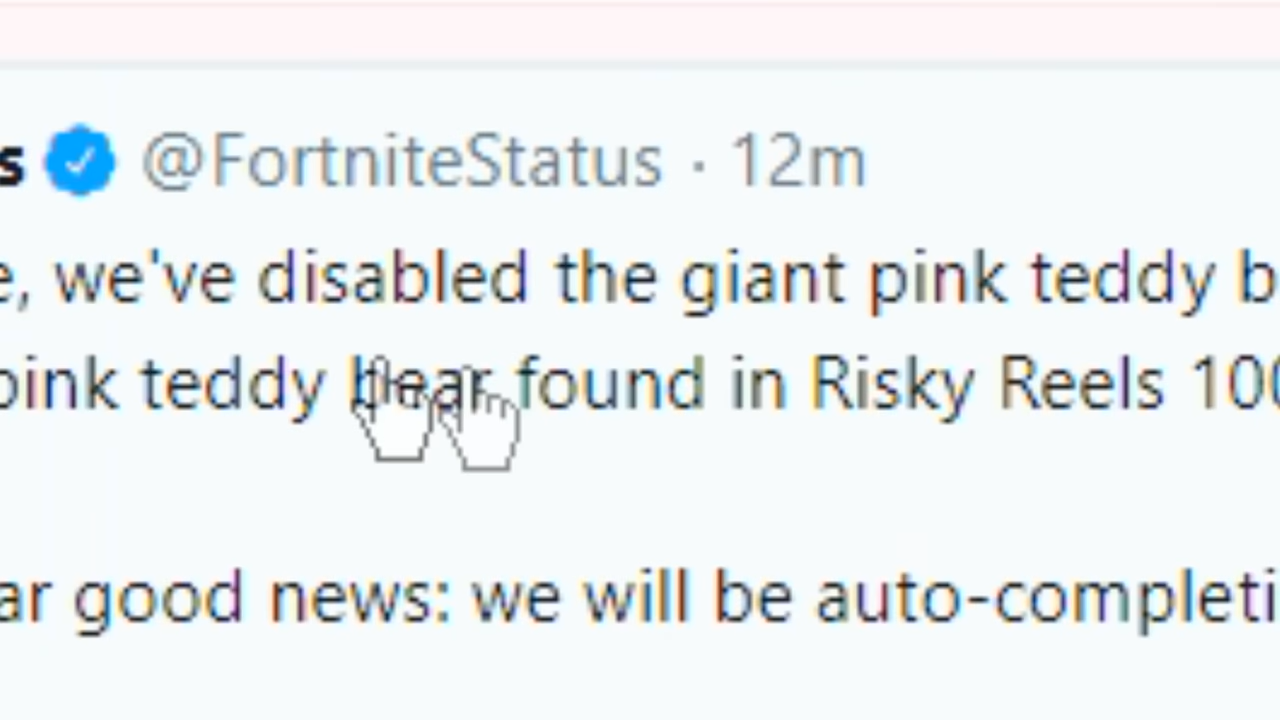 s @FortniteStatus · 12m
e, we've disabled the giant pink teddy b
pink teddy bear found in Risky Reels 100
ar good news: we will be auto-completi